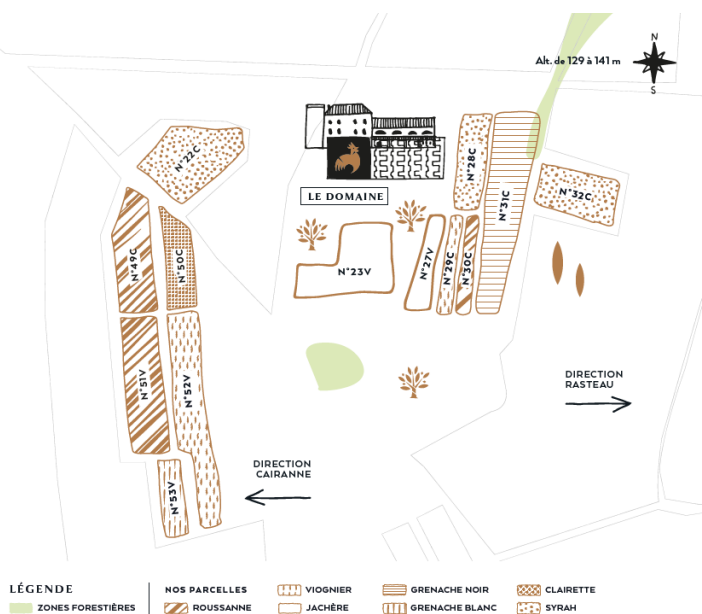 N
Alt. de 129 à 141 m
S
N°22C
N°28C
N°31C
N°32C
LE DOMAINE
N°49C
N°50C
N°23V
N°27V
N°29C
N°30C
N°51V
N°52V
DIRECTION
RASTEAU
DIRECTION
CAIRANNE
N°53V
LÉGENDE
NOS PARCELLES
VIOGNIER
GRENACHE NOIR
CLAIRETTE
ZONES FORESTIÈRES
ROUSSANNE
JACHÈRE
GRENACHE BLANC
SYRAH